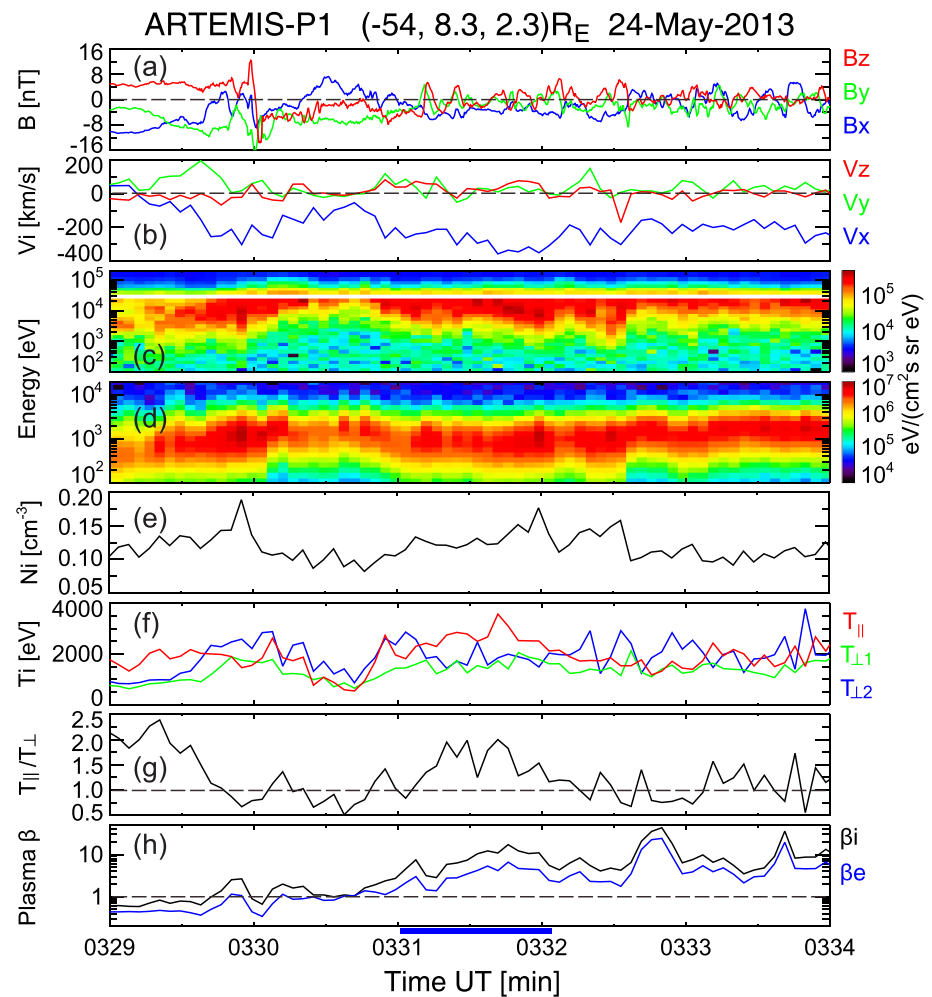 ARTEMIS-P1 (-54, 8.3, 2.3)RE 24-May-2013
B [nT]
16
8
0
-8
-16
(a)
Bz
By
Bx
Vi [km/s]
200
0
-200
-400
(b)
Vz
Vy
Vx
Energy [eV]
10^5
10^4
10^3
10^2
(c)
10^5
10^4
10^3
10^4
10^3
10^2
(d)
10^7
10^6
10^5
10^4
eV/(cm^2 s sr eV)
Ni [cm^-3]
0.20
0.15
0.10
0.05
(e)
Ti [eV]
4000
2000
0
(f)
T||
T⊥1
T⊥2
T||/T⊥
2.5
2.0
1.0
0.5
(g)
Plasma β
10
1
(h)
βi
βe
0329 0330 0331 0332 0333 0334
Time UT [min]